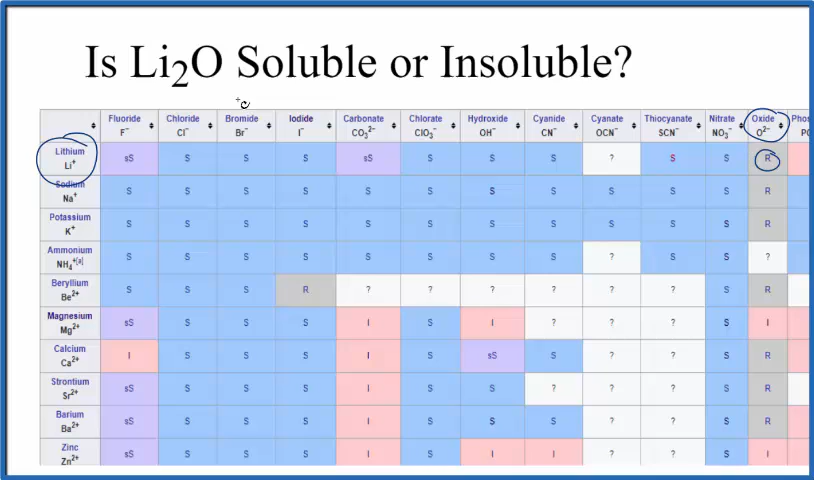 Is Li2O Soluble or Insoluble?
Fluoride Chloride Bromide Iodide Carbonate Chlorate Hydroxide Cyanide Cyanate Thiocyanate Nitrate Oxide Phos
F⁻ Cl⁻ Br⁻ I⁻ CO₃²⁻ ClO₃⁻ OH⁻ CN⁻ OCN⁻ SCN⁻ NO₃⁻ O²⁻ PO
Lithium
Li⁺ sS S S S sS S S S ? S S R
Sodium
Na⁺ S S S S S S S S S S S R
Potassium
K⁺ S S S S S S S S S S S R
Ammonium
NH₄⁺[a] S S S S S S S S ? S S ?
Beryllium
Be²⁺ S S S R ? ? ? ? ? ? S R
Magnesium
Mg²⁺ sS S S S I S I ? ? ? S I
Calcium
Ca²⁺ I S S S I S sS S ? ? S R
Strontium
Sr²⁺ sS S S S I S S ? ? ? S R
Barium
Ba²⁺ sS S S S I S S S ? ? S R
Zinc
Zn²⁺ sS S S S I S I I ? ? S I